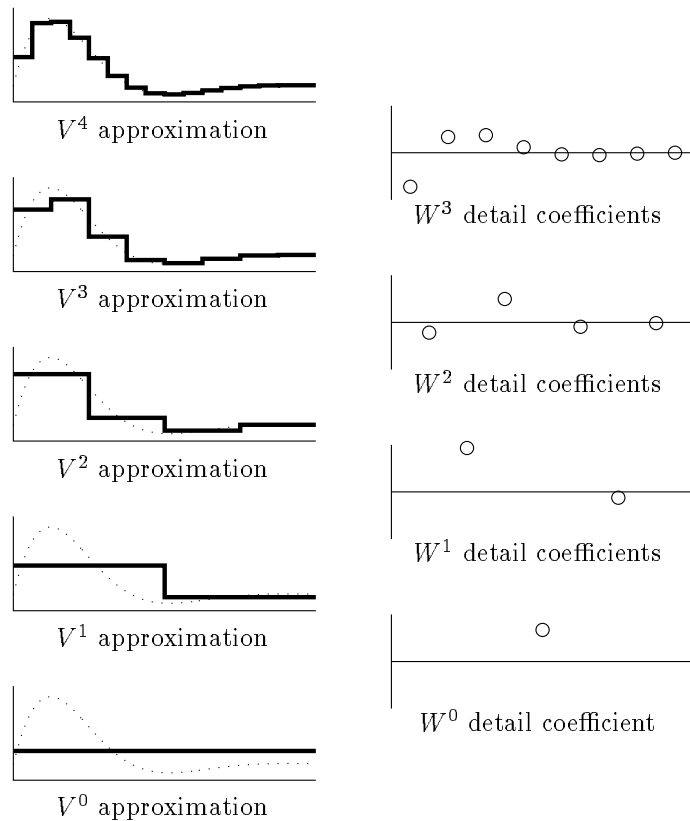 V⁴ approximation
V³ approximation
V² approximation
V¹ approximation
V⁰ approximation
W³ detail coefficients
W² detail coefficients
W¹ detail coefficients
W⁰ detail coefficient